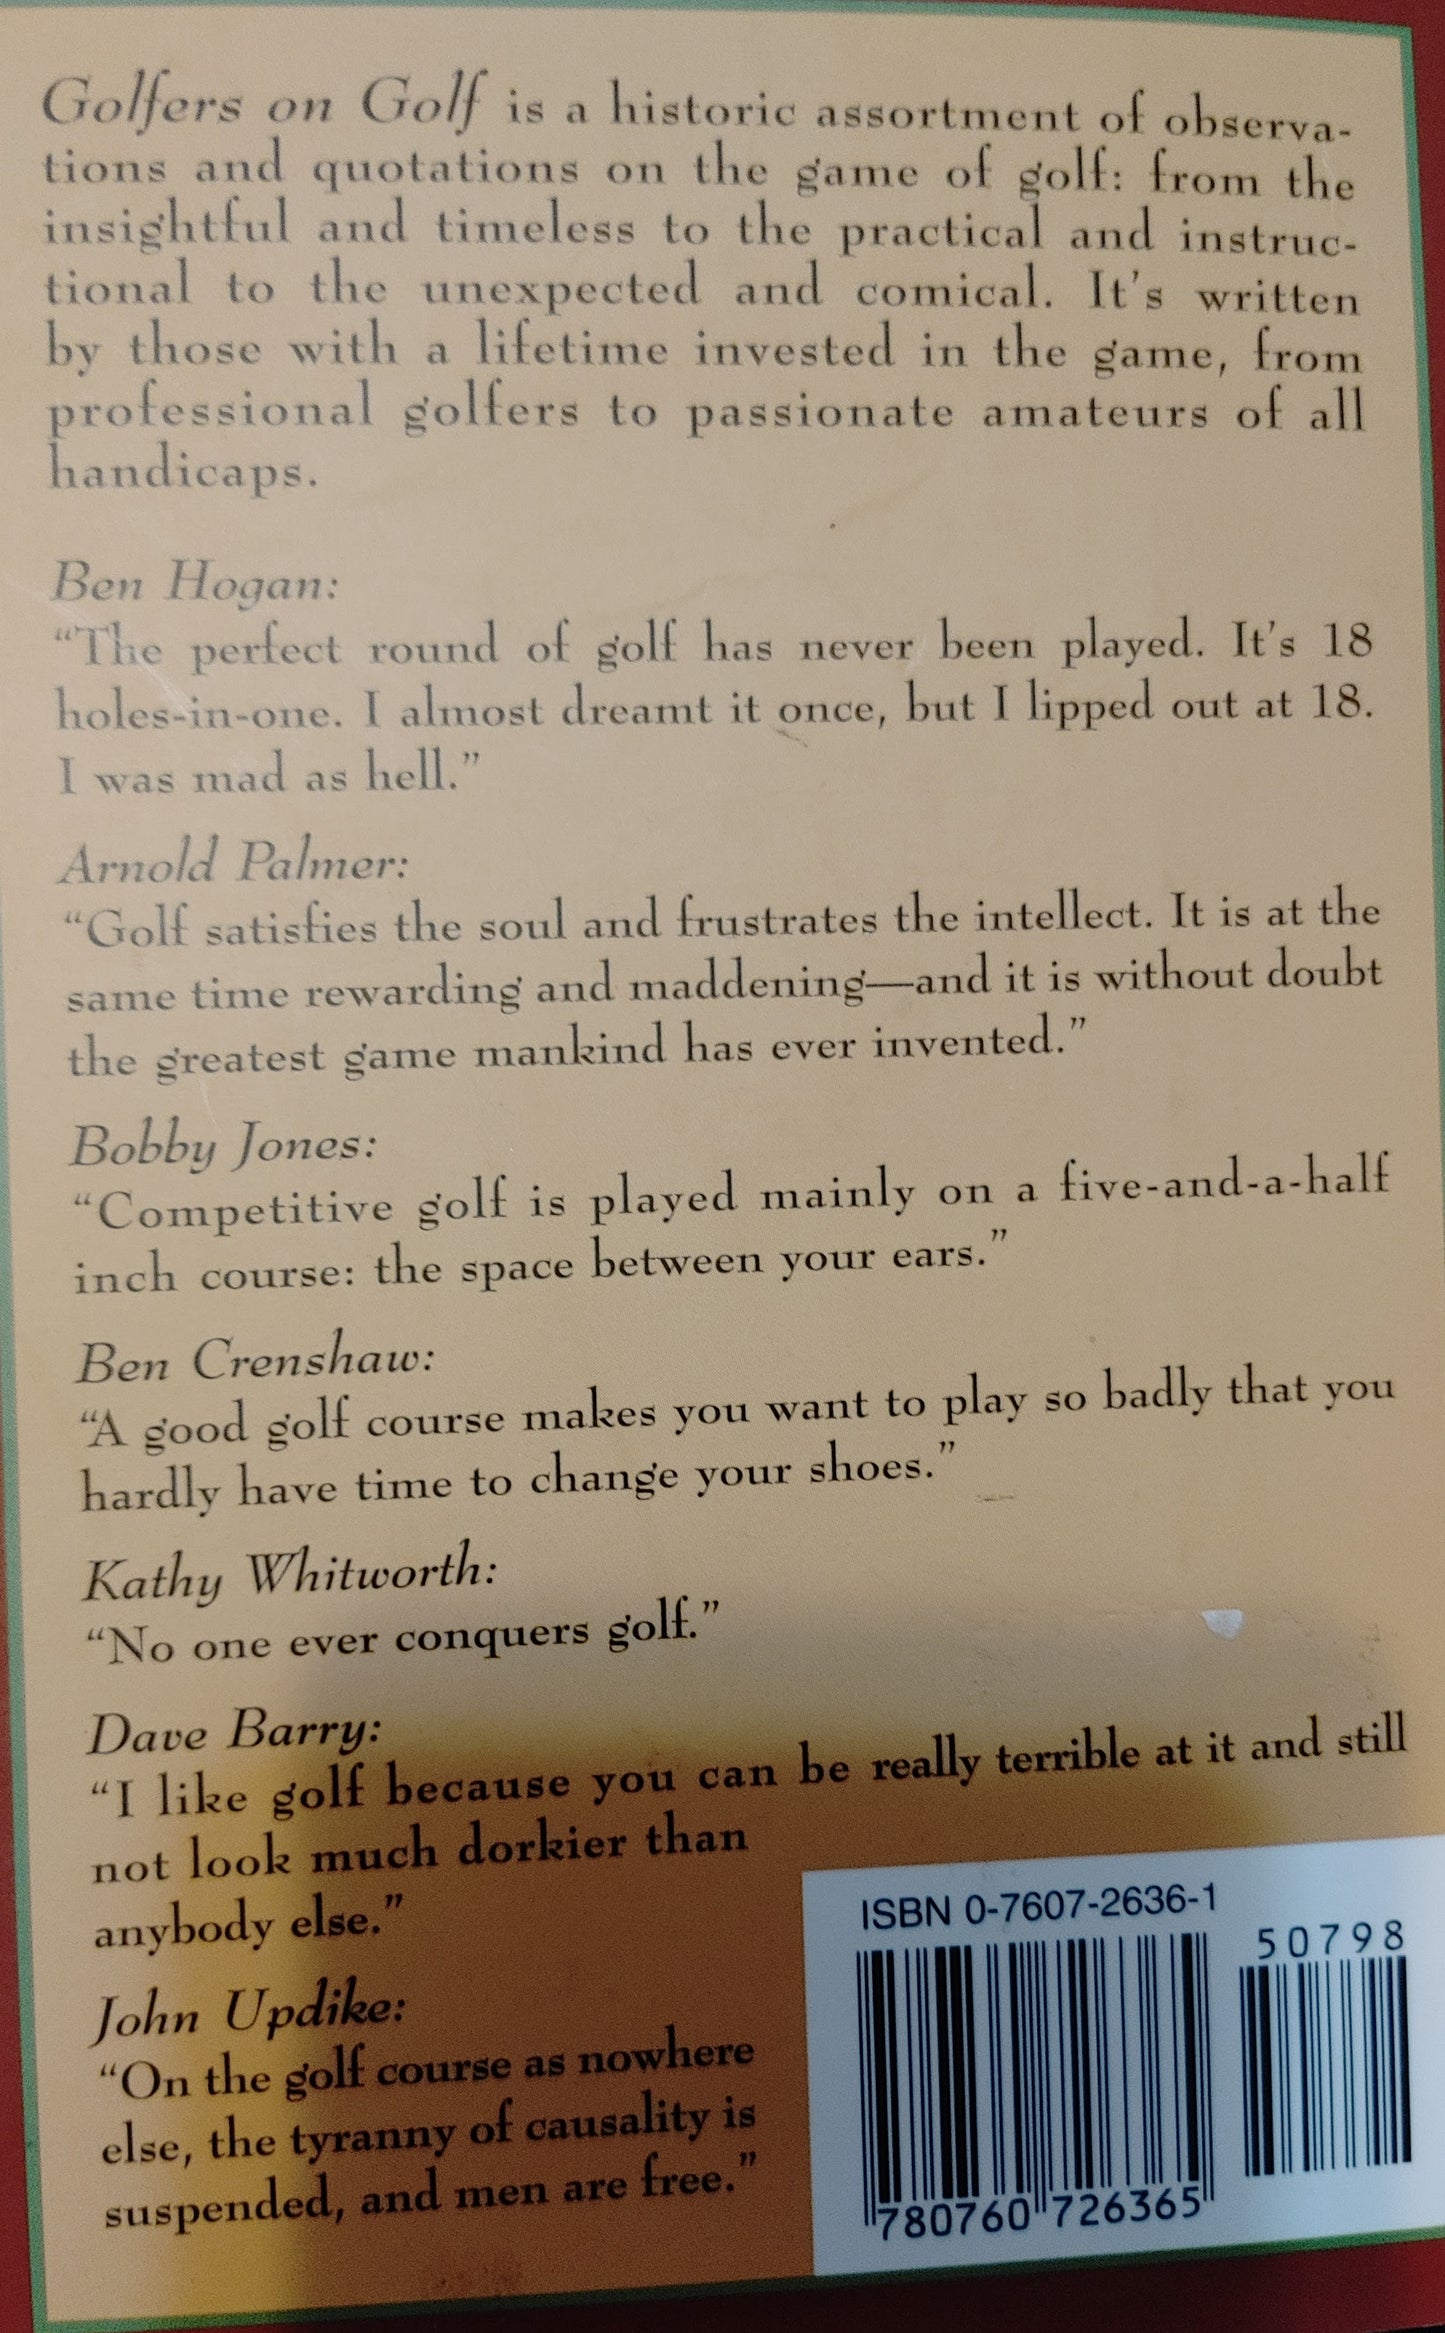 Golfers on Golf is a historic assortment of observa-
tions and quotations on the game of golf: from the
insightful and timeless to the practical and instruc-
tional to the unexpected and comical. It's written
by those with a lifetime invested in the game, from
professional golfers to passionate amateurs of all
handicaps.
Ben Hogan:
“The perfect round of golf has never been played. It's 18
holes-in-one. I almost dreamt it once, but I lipped out at 18.
I was mad as hell.”
Arnold Palmer:
“Golf satisfies the soul and frustrates the intellect. It is at the
same time rewarding and maddening—and it is without doubt
the greatest game mankind has ever invented.”
Bobby Jones:
“Competitive golf is played mainly on a five-and-a-half
inch course: the space between your ears.”
Ben Crenshaw:
“A good golf course makes you want to play so badly that you
hardly have time to change your shoes.”
Kathy Whitworth:
“No one ever conquers golf.”
Dave Barry:
“I like golf because you can be really terrible at it and still
not look much dorkier than
anybody else.”
John Updike:
“On the golf course as nowhere
else, the tyranny of causality is
suspended, and men are free.”
ISBN 0-7607-2636-1
50798
780760 726365